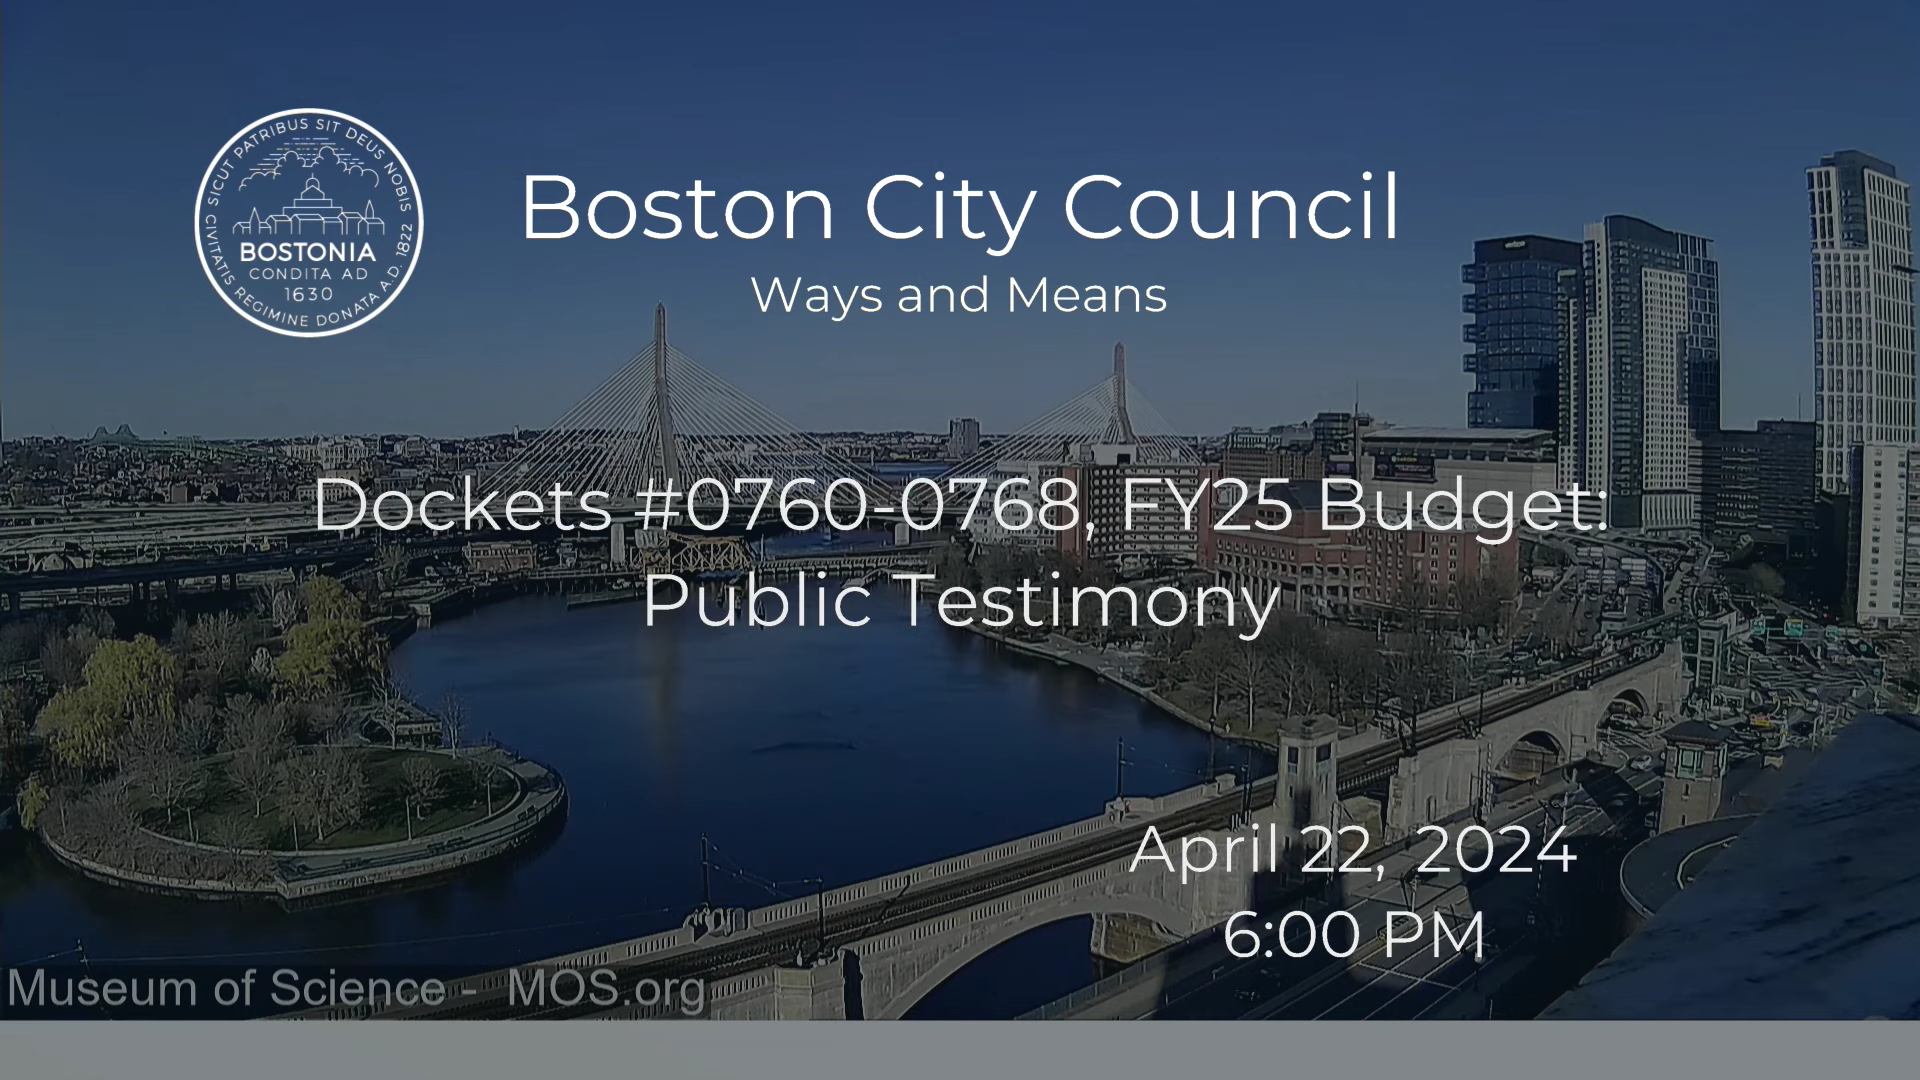 SICUT PATRIBUS SIT DEUS NOBIS
CIVITATIS REGIMINE DONATA A.D. 1822
BOSTONIA
CONDITA AD
1630
Boston City Council
Ways and Means
verizon
Dockets #0760-0768, FY25 Budget:
Public Testimony
April 22, 2024
6:00 PM
Museum of Science - MOS.org